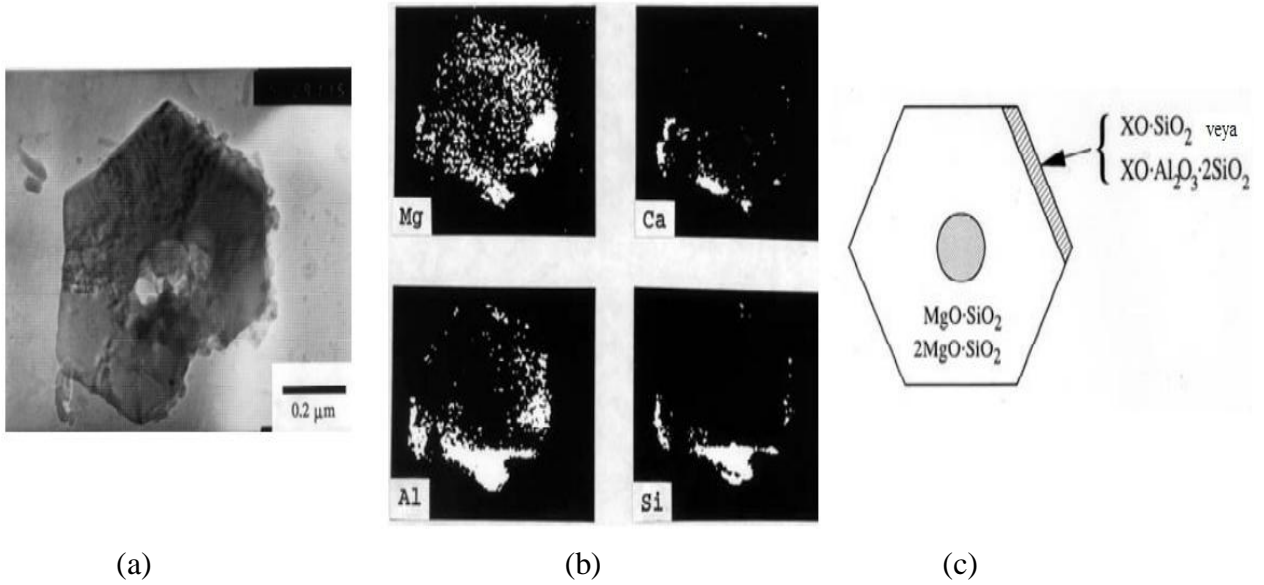 0.2 μm
Mg
Ca
Al
Si
XO·SiO₂ veya
XO·Al₂O₃·2SiO₂
MgO·SiO₂
2MgO·SiO₂
(a)
(b)
(c)